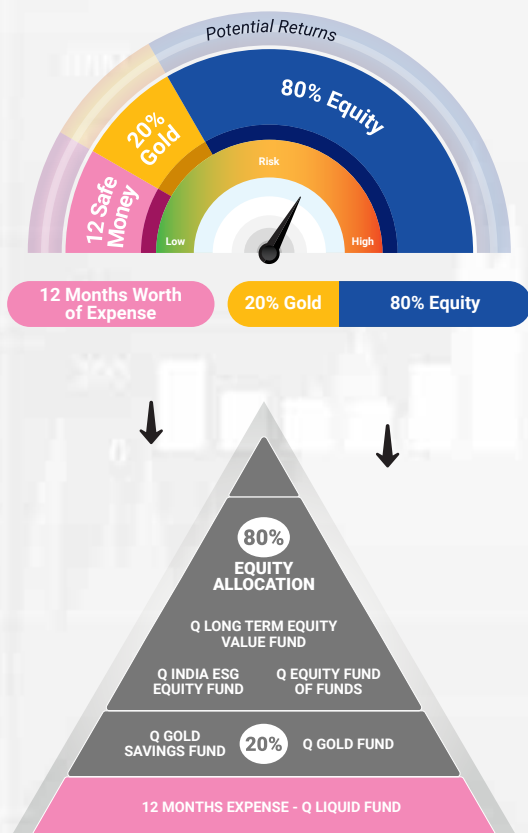 Potential Returns
80% Equity
20%
Gold
12 Safe
Money
Risk
Low
High
12 Months Worth
of Expense
20% Gold
80% Equity
80%
EQUITY
ALLOCATION
Q LONG TERM EQUITY
VALUE FUND
Q INDIA ESG
EQUITY FUND
Q EQUITY FUND
OF FUNDS
Q GOLD
SAVINGS FUND
20%
Q GOLD FUND
12 MONTHS EXPENSE - Q LIQUID FUND